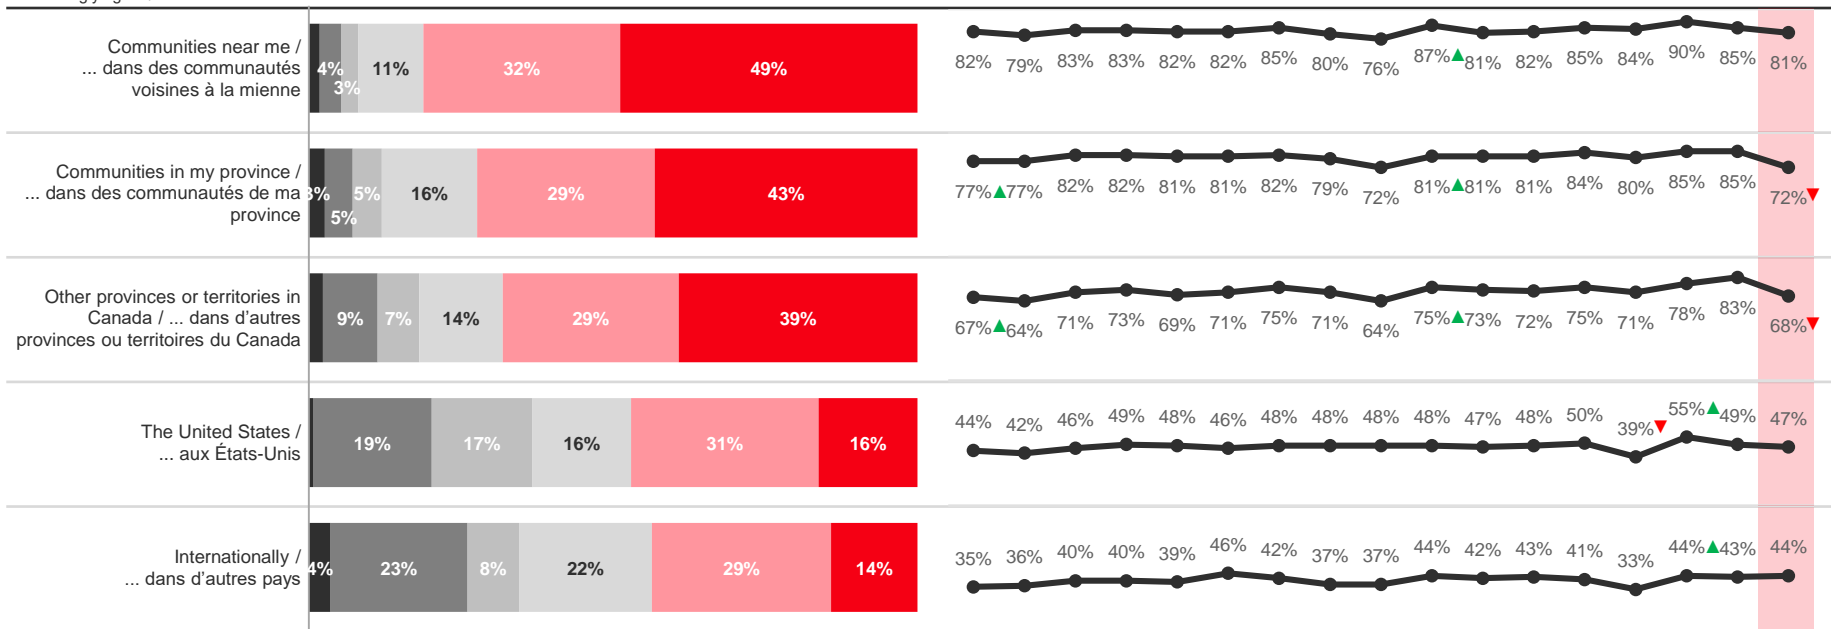 Communities near me /
... dans des communautés
voisines à la mienne
4%
3%
11%
32%
49%
82% 79% 83% 83% 82% 82% 85% 80% 76% 87%▲81% 82% 85% 84% 90% 85% 81%
Communities in my province /
... dans des communautés de ma
province
3%
5%
5%
16%
29%
43%
77%▲77% 82% 82% 81% 81% 82% 79% 72% 81%▲81% 81% 84% 80% 85% 85% 72%▼
Other provinces or territories in
Canada / ... dans d'autres
provinces ou territoires du Canada
9%
7%
14%
29%
39%
67%▲64% 71% 73% 69% 71% 75% 71% 64% 75%▲73% 72% 75% 71% 78% 83% 68%▼
The United States /
... aux États-Unis
19%
17%
16%
31%
16%
44% 42% 46% 49% 48% 46% 48% 48% 48% 48% 47% 48% 50% 39%▼ 55%▲49% 47%
Internationally /
... dans d'autres pays
4%
23%
8%
22%
29%
14%
35% 36% 40% 40% 39% 46% 42% 37% 37% 44% 42% 43% 41% 33% 44%▲43% 44%